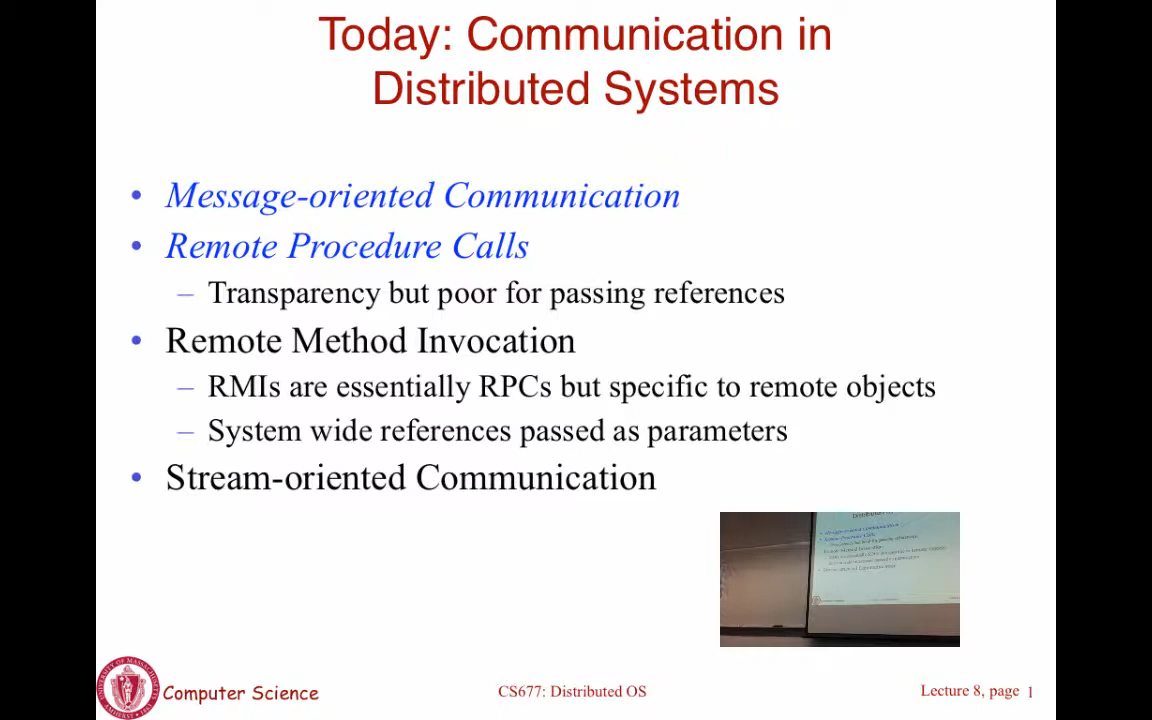 Today: Communication in
Distributed Systems
• Message-oriented Communication
• Remote Procedure Calls
– Transparency but poor for passing references
• Remote Method Invocation
– RMIs are essentially RPCs but specific to remote objects
– System wide references passed as parameters
• Stream-oriented Communication
Computer Science
CS677: Distributed OS
Lecture 8, page 1